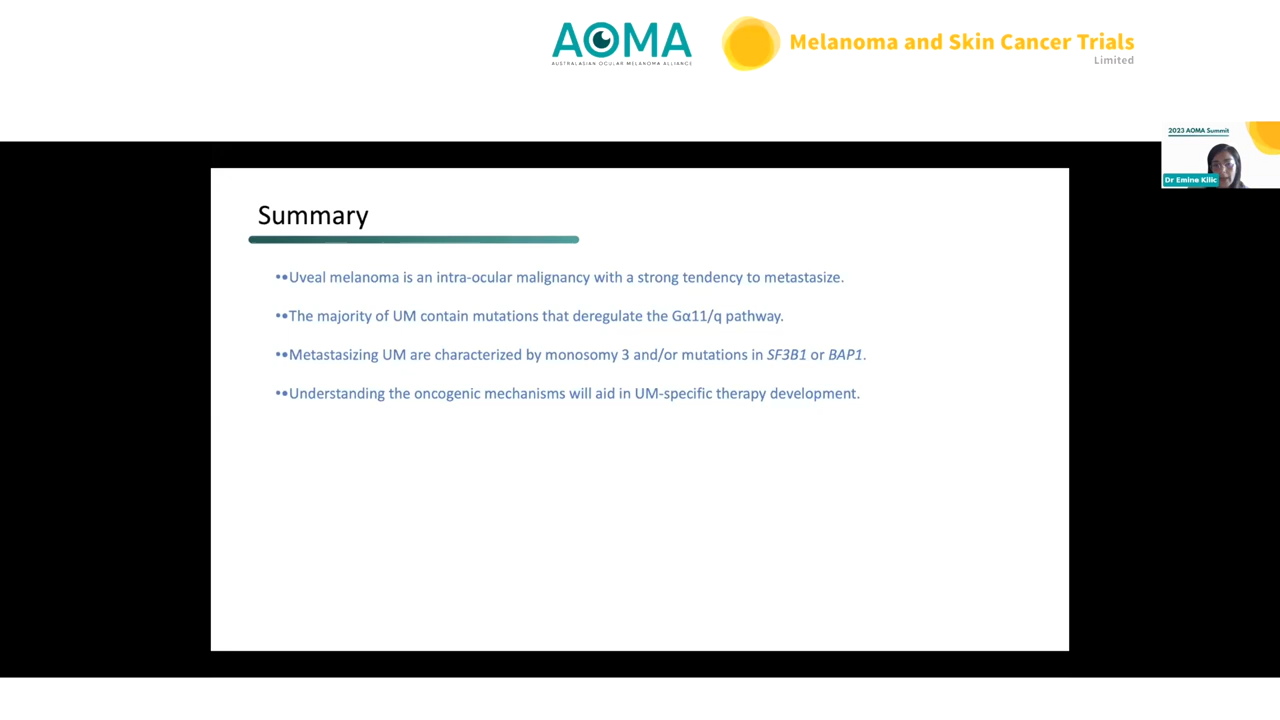 AOMA
AUSTRALASIAN OCULAR MELANOMA ALLIANCE
Melanoma and Skin Cancer Trials
Limited
2023 AOMA Summit
Dr Emine Kilic
Summary
••Uveal melanoma is an intra-ocular malignancy with a strong tendency to metastasize.
••The majority of UM contain mutations that deregulate the Gα11/q pathway.
••Metastasizing UM are characterized by monosomy 3 and/or mutations in SF3B1 or BAP1.
••Understanding the oncogenic mechanisms will aid in UM-specific therapy development.